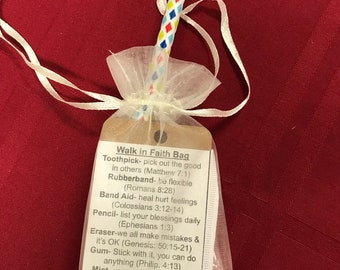 Walk in Faith Bag
Toothpick- pick out the good
in others (Matthew 7:1)
Rubberband- be flexible
(Romans 8:28)
Band Aid- heal hurt feelings
(Colossians 3:12-14)
Pencil- list your blessings daily
(Ephesians 1:3)
Eraser-we all make mistakes &
it's OK (Genesis: 50:15-21)
Gum- Stick with it, you can do
anything (Philip. 4:13)